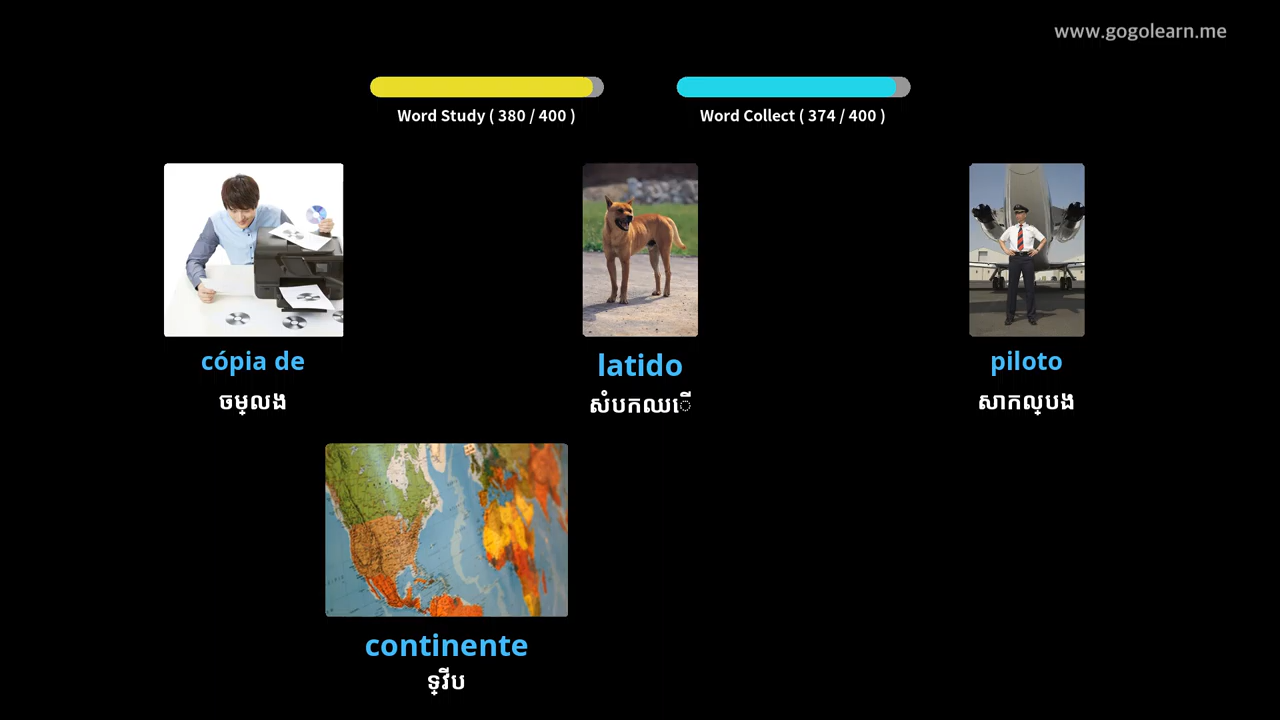 www.gogolearn.me
Word Study ( 380 / 400 )
Word Collect ( 374 / 400 )
cópia de
ចម្លង
latido
សំបកឈើ
piloto
សាកល្បង
continente
ទ្វីប